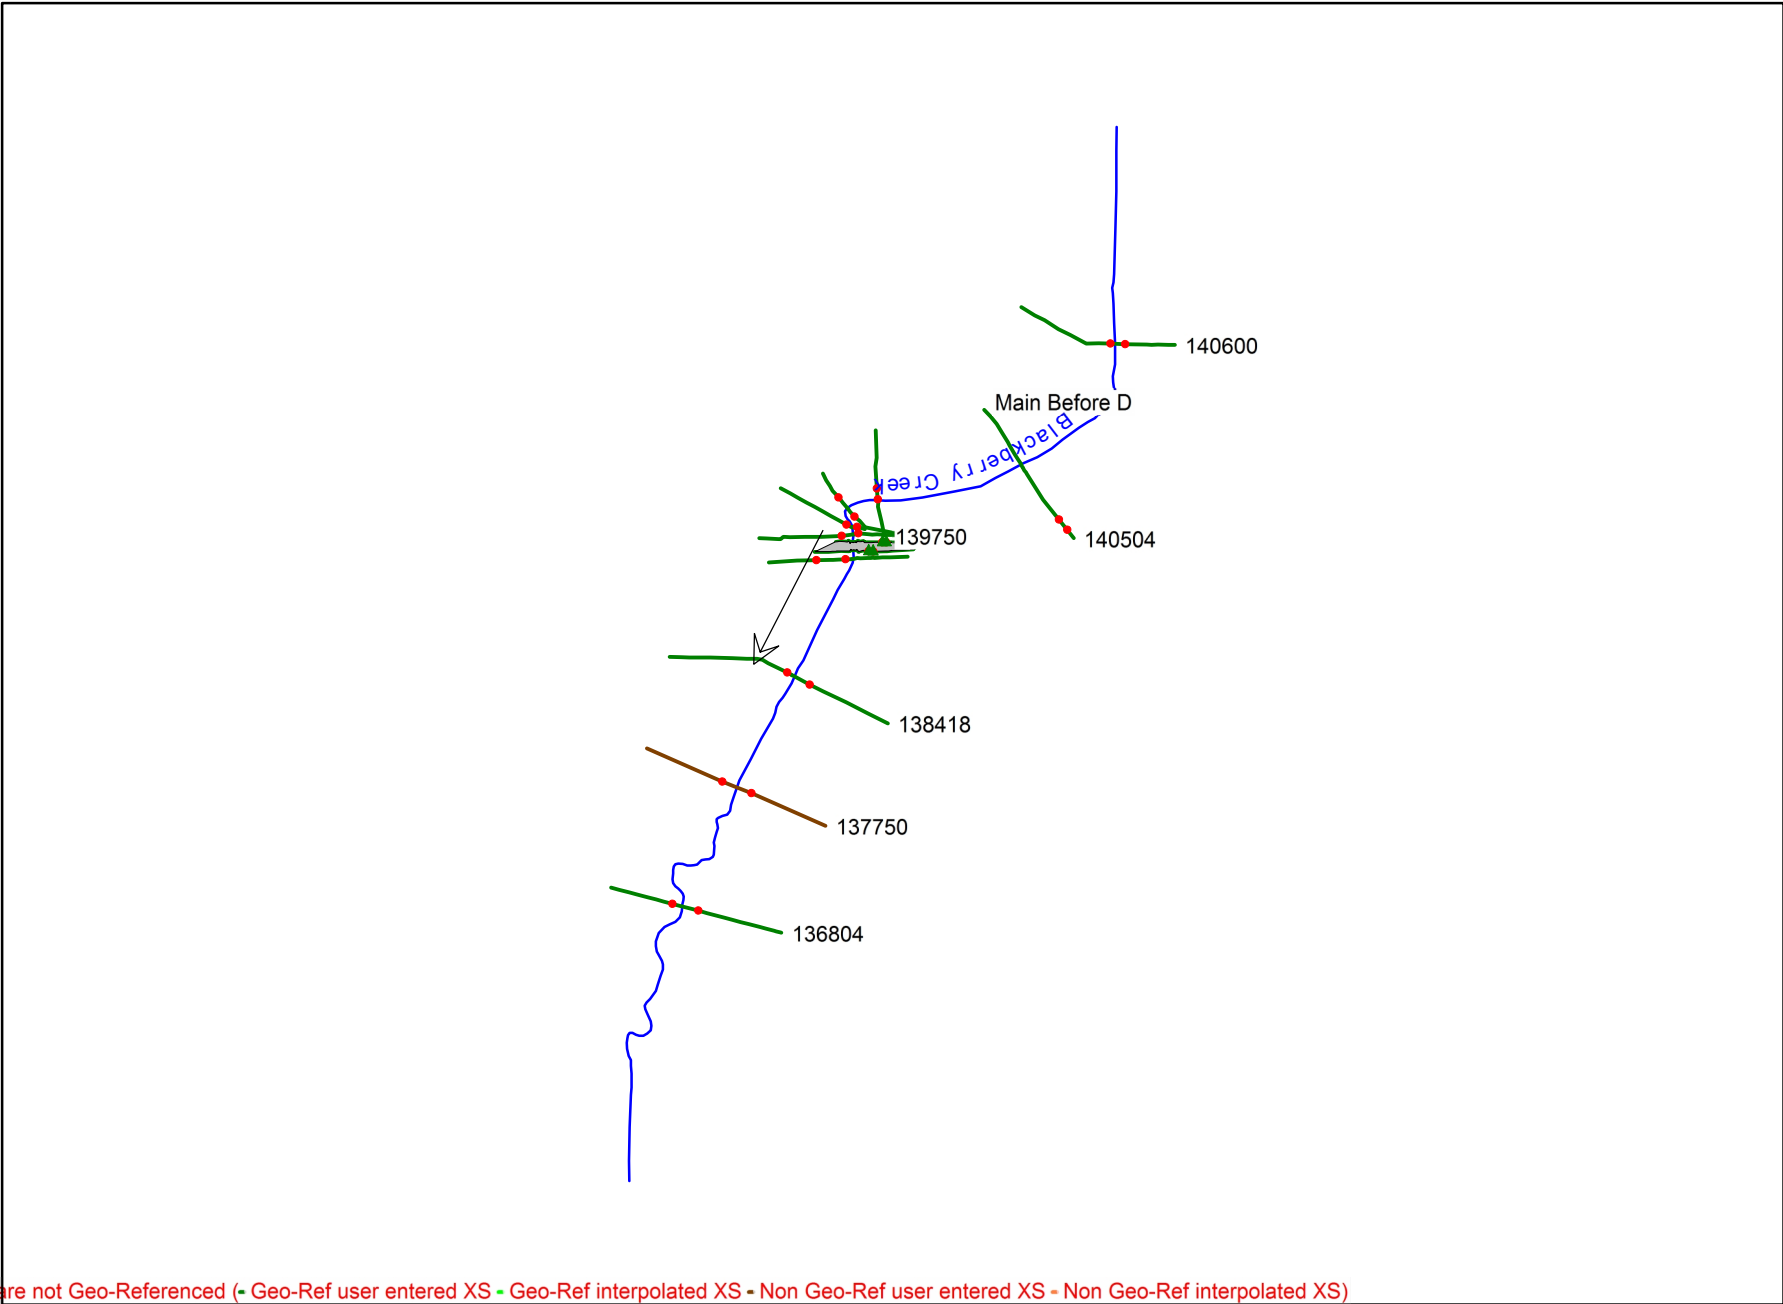 140600
Main Before D
Blackberry Creek
139750
140504
138418
137750
136804
are not Geo-Referenced ( - Geo-Ref user entered XS - Geo-Ref interpolated XS - Non Geo-Ref user entered XS - Non Geo-Ref interpolated XS)